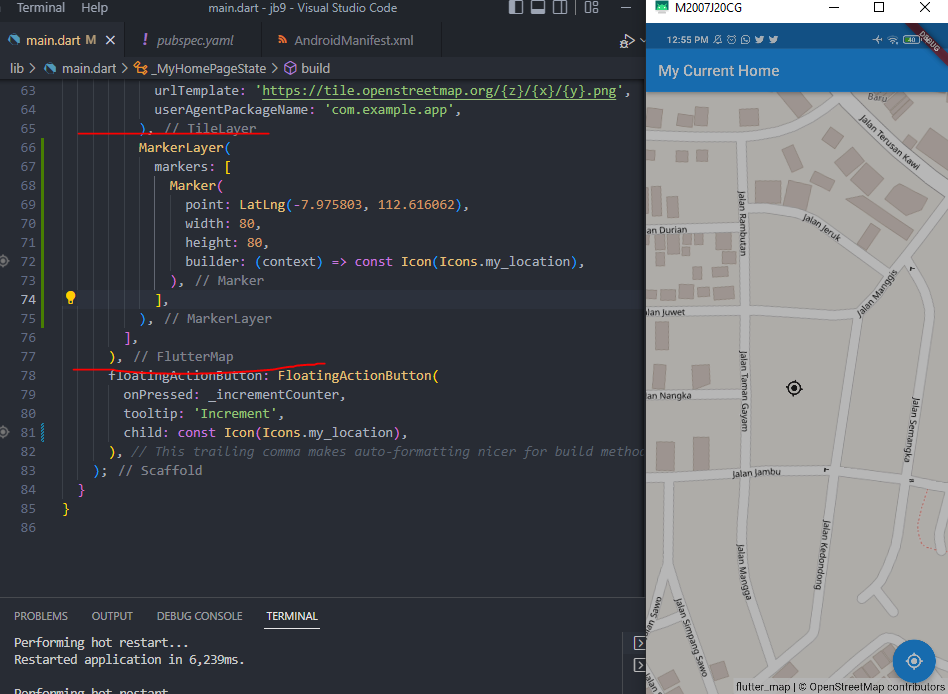 Terminal Help main.dart - jb9 - Visual Studio Code
main.dart M pubspec.yaml AndroidManifest.xml
lib > main.dart > _MyHomePageState > build
63 urlTemplate: 'https://tile.openstreetmap.org/{z}/{x}/{y}.png',
64 userAgentPackageName: 'com.example.app',
65 ), // TileLayer
66 MarkerLayer(
67 markers: [
68 Marker(
69 point: LatLng(-7.975803, 112.616062),
70 width: 80,
71 height: 80,
72 builder: (context) => const Icon(Icons.my_location),
73 ), // Marker
74 ],
75 ), // MarkerLayer
76 ],
77 ), // FlutterMap
78 floatingActionButton: FloatingActionButton(
79 onPressed: _incrementCounter,
80 tooltip: 'Increment',
81 child: const Icon(Icons.my_location),
82 ), // This trailing comma makes auto-formatting nicer for build metho
83 ); // Scaffold
84 }
85 }
86
PROBLEMS OUTPUT DEBUG CONSOLE TERMINAL
Performing hot restart...
Restarted application in 6,239ms.
Performing hot restart
M2007J20CG
12:55 PM 40
DEBUG
My Current Home
Baru
Jalan Terusan Kawi
Jalan Rambutan
Jalan Jeruk
an Durian
Jalan Manggis
alan Juwet
Jalan Taman Gayam
an Nangka
Jalan Semangka
Jalan Jambu
Jalan Mangga
Jalan Kedondong
an Sawo
Jalan Simpang Sawo
flutter_map | © OpenStreetMap contributors